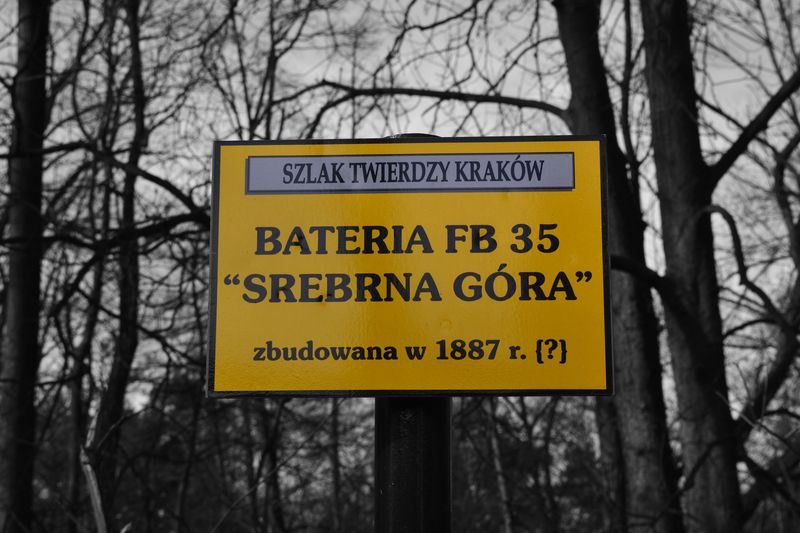 SZLAK TWIERDZY KRAKÓW
BATERIA FB 35
“SREBRNA GÓRA”
zbudowana w 1887 r. {?}